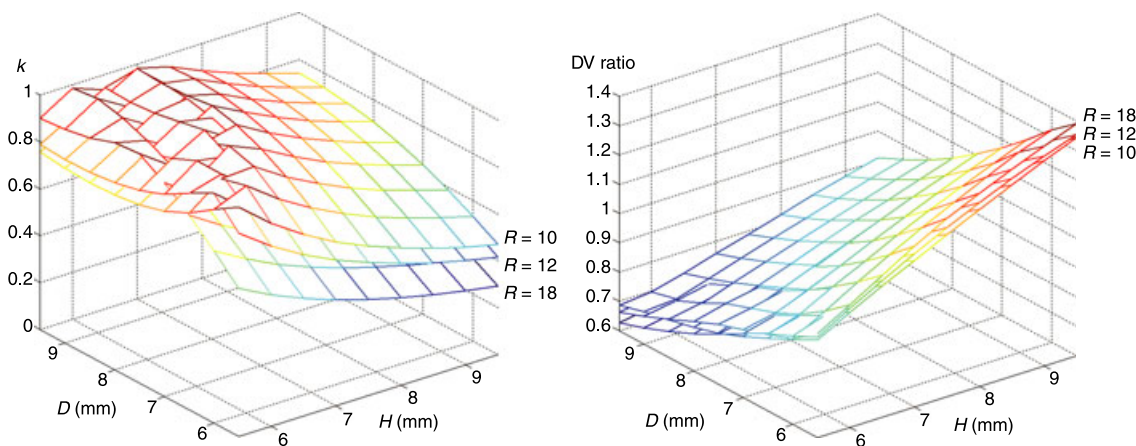 k
1
0.8
0.6
0.4
0.2
0
9
8
7
6
D (mm)
6
7
8
9
H (mm)
R = 10
R = 12
R = 18
DV ratio
1.4
1.3
1.2
1.1
1
0.9
0.8
0.7
0.6
9
8
7
6
D (mm)
6
7
8
9
H (mm)
R = 18
R = 12
R = 10